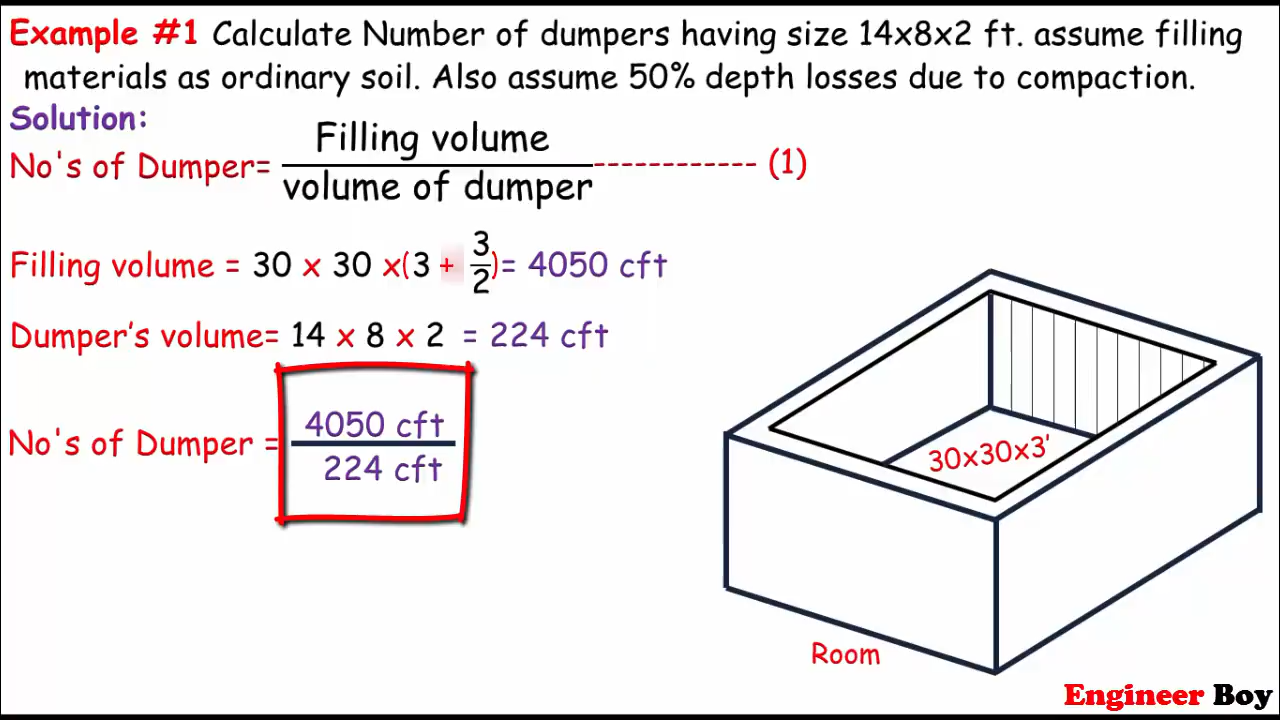 Example #1 Calculate Number of dumpers having size 14x8x2 ft. assume filling
materials as ordinary soil. Also assume 50% depth losses due to compaction.
Solution:
No's of Dumper= Filling volume / volume of dumper ------------ (1)
Filling volume = 30 x 30 x(3 + 3/2)= 4050 cft
Dumper's volume= 14 x 8 x 2 = 224 cft
No's of Dumper = 4050 cft / 224 cft
30x30x3'
Room
Engineer Boy